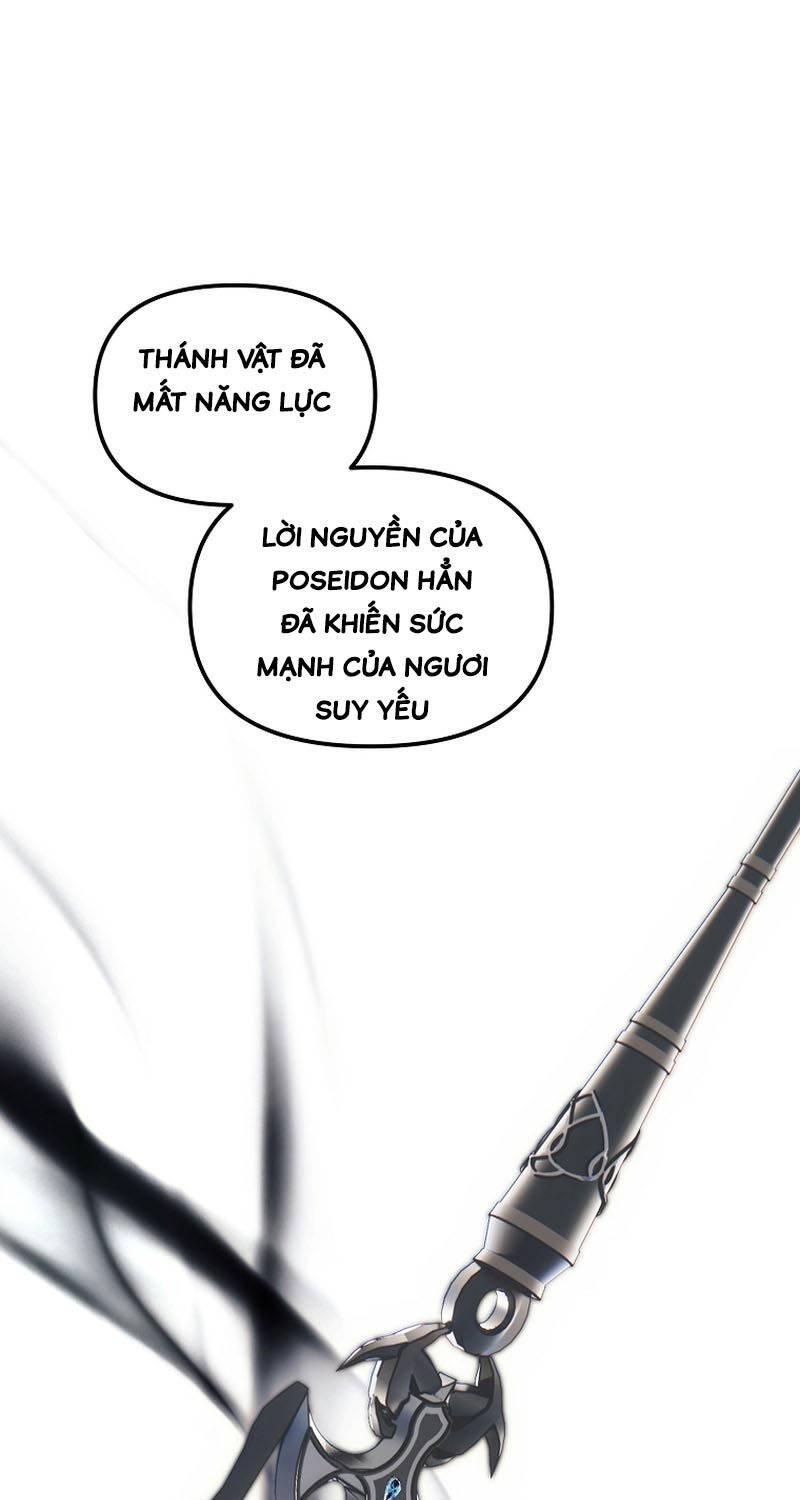 THÁNH VẬT ĐÃ
MẤT NĂNG LỰC
LỜI NGUYỀN CỦA
POSEIDON HẲN
ĐÃ KHIẾN SỨC
MẠNH CỦA NGƯƠI
SUY YẾU